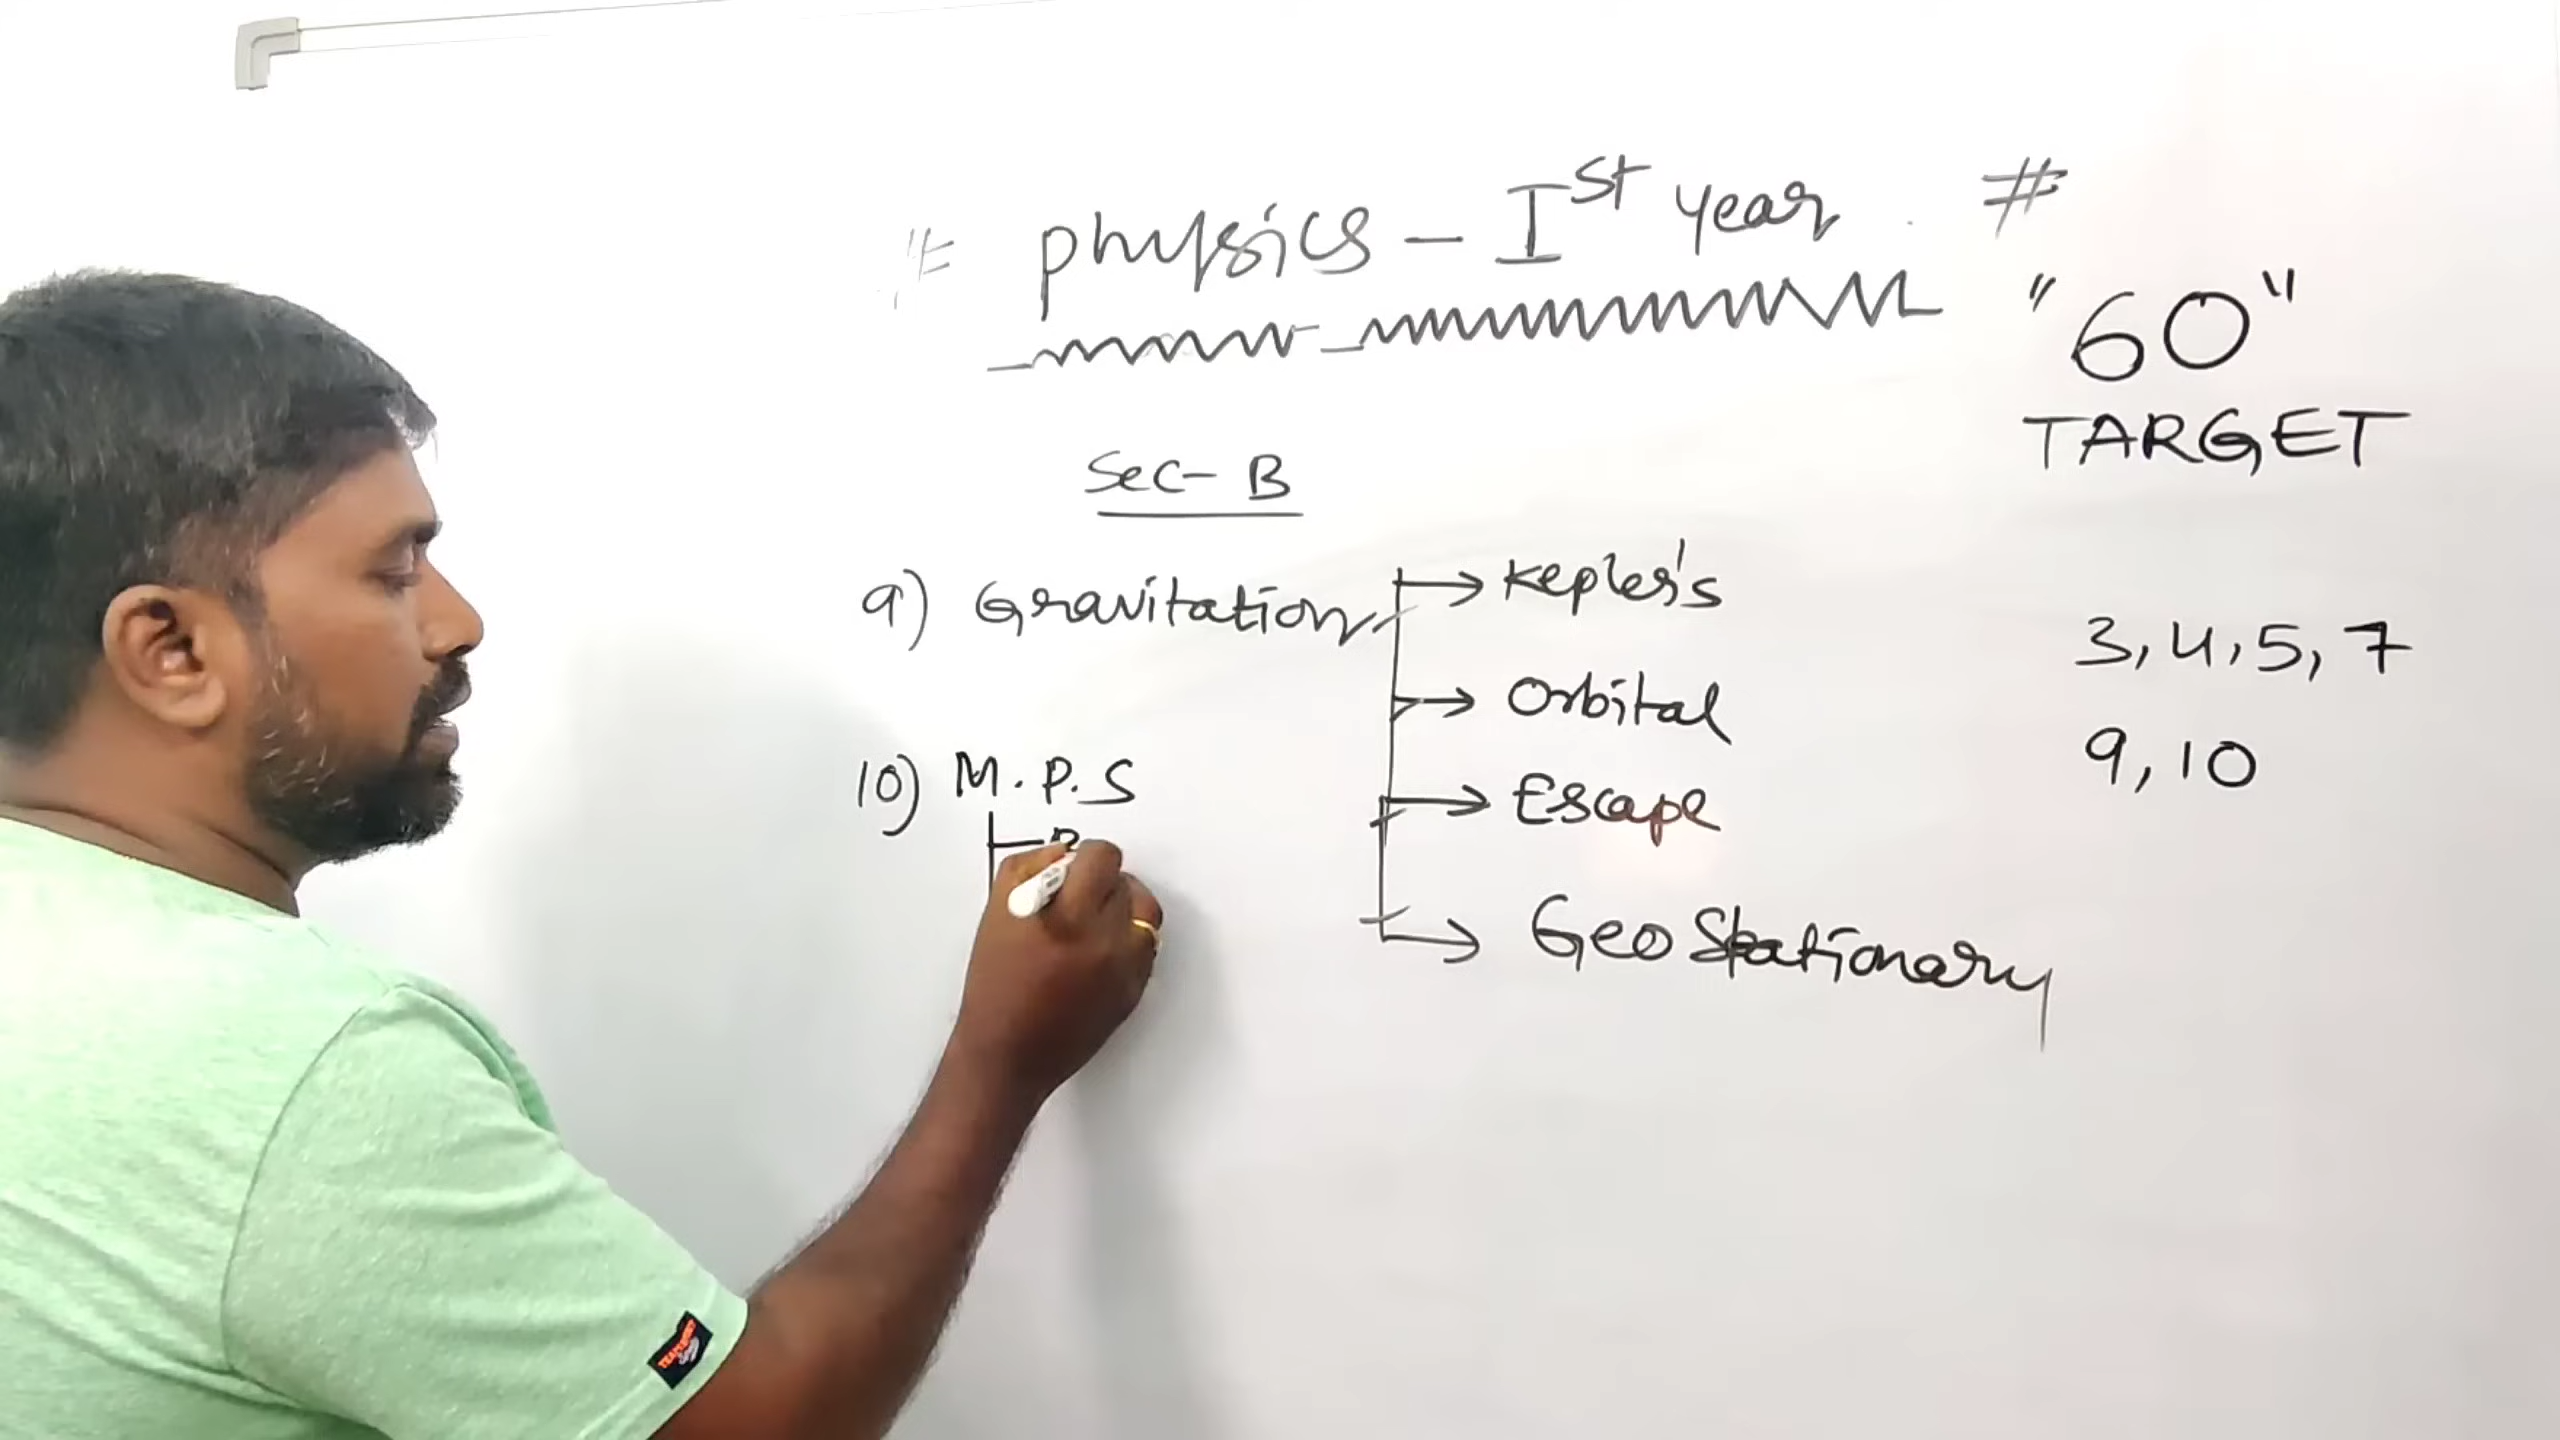 # Physics - Ist year #
"60"
TARGET
Sec- B
9) Gravitation
Kepler's
Orbital
Escape
Geo Stationary
10) M.P.S
3, 4, 5, 7
9, 10